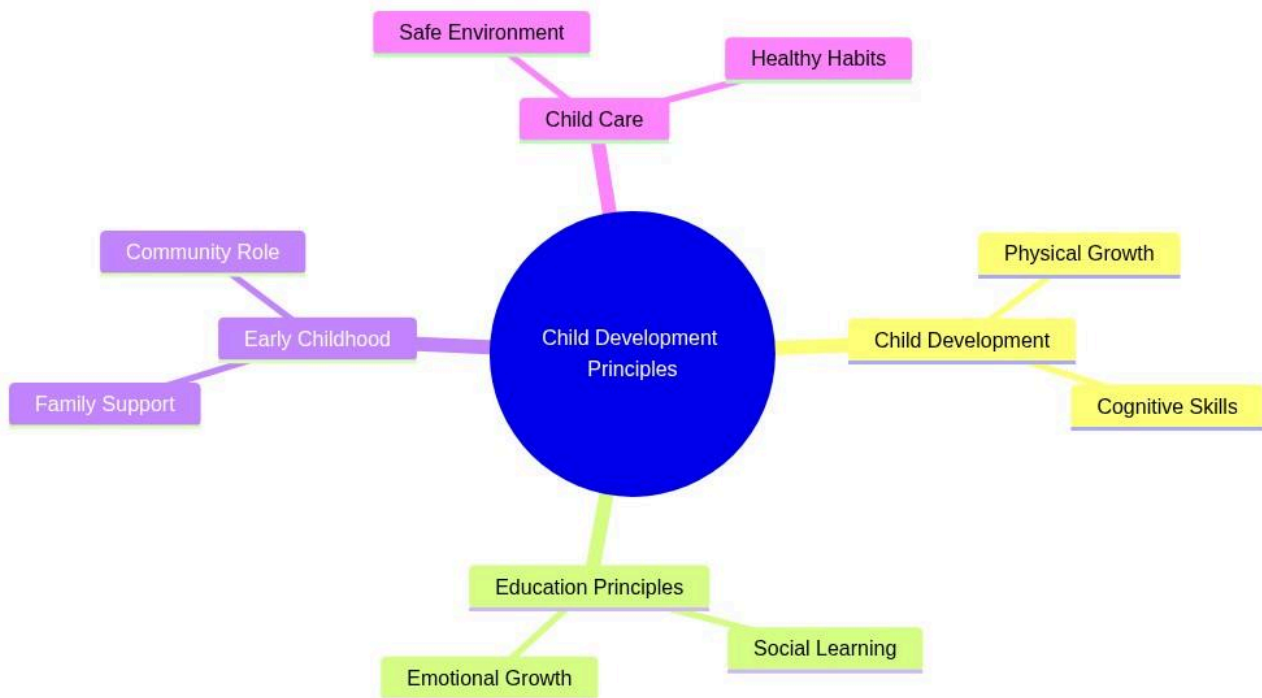 Safe Environment
Healthy Habits
Child Care
Community Role
Physical Growth
Early Childhood
Child Development
Principles
Child Development
Family Support
Cognitive Skills
Education Principles
Social Learning
Emotional Growth